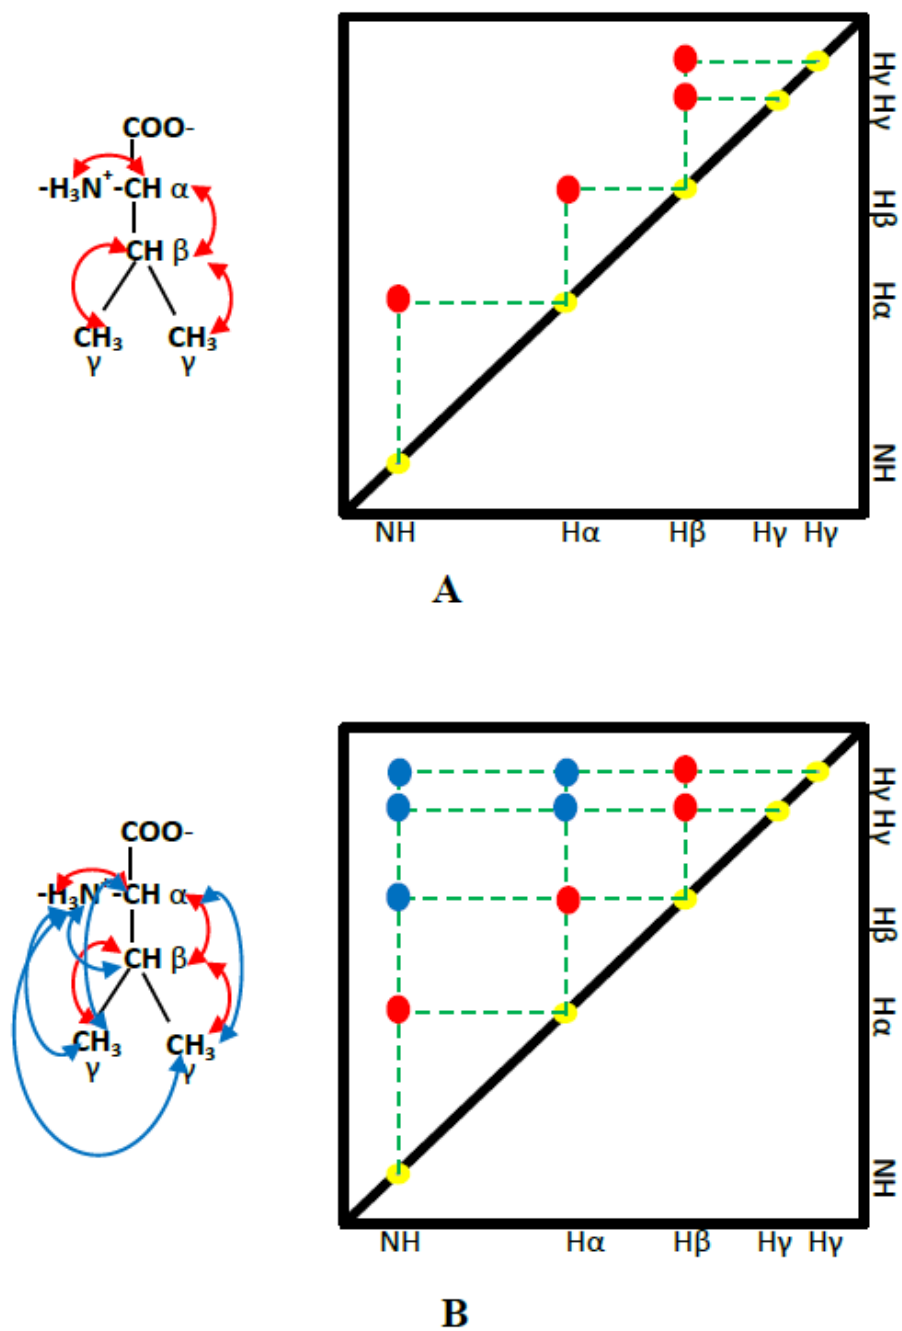 COO-
-H₃N⁺-CH α
CH β
CH₃ CH₃
γ γ
Hγ
Hγ
Hβ
Hα
NH
NH Hα Hβ Hγ Hγ
A
COO-
-H₃N⁺-CH α
CH β
CH₃ CH₃
γ γ
Hγ
Hγ
Hβ
Hα
NH
NH Hα Hβ Hγ Hγ
B